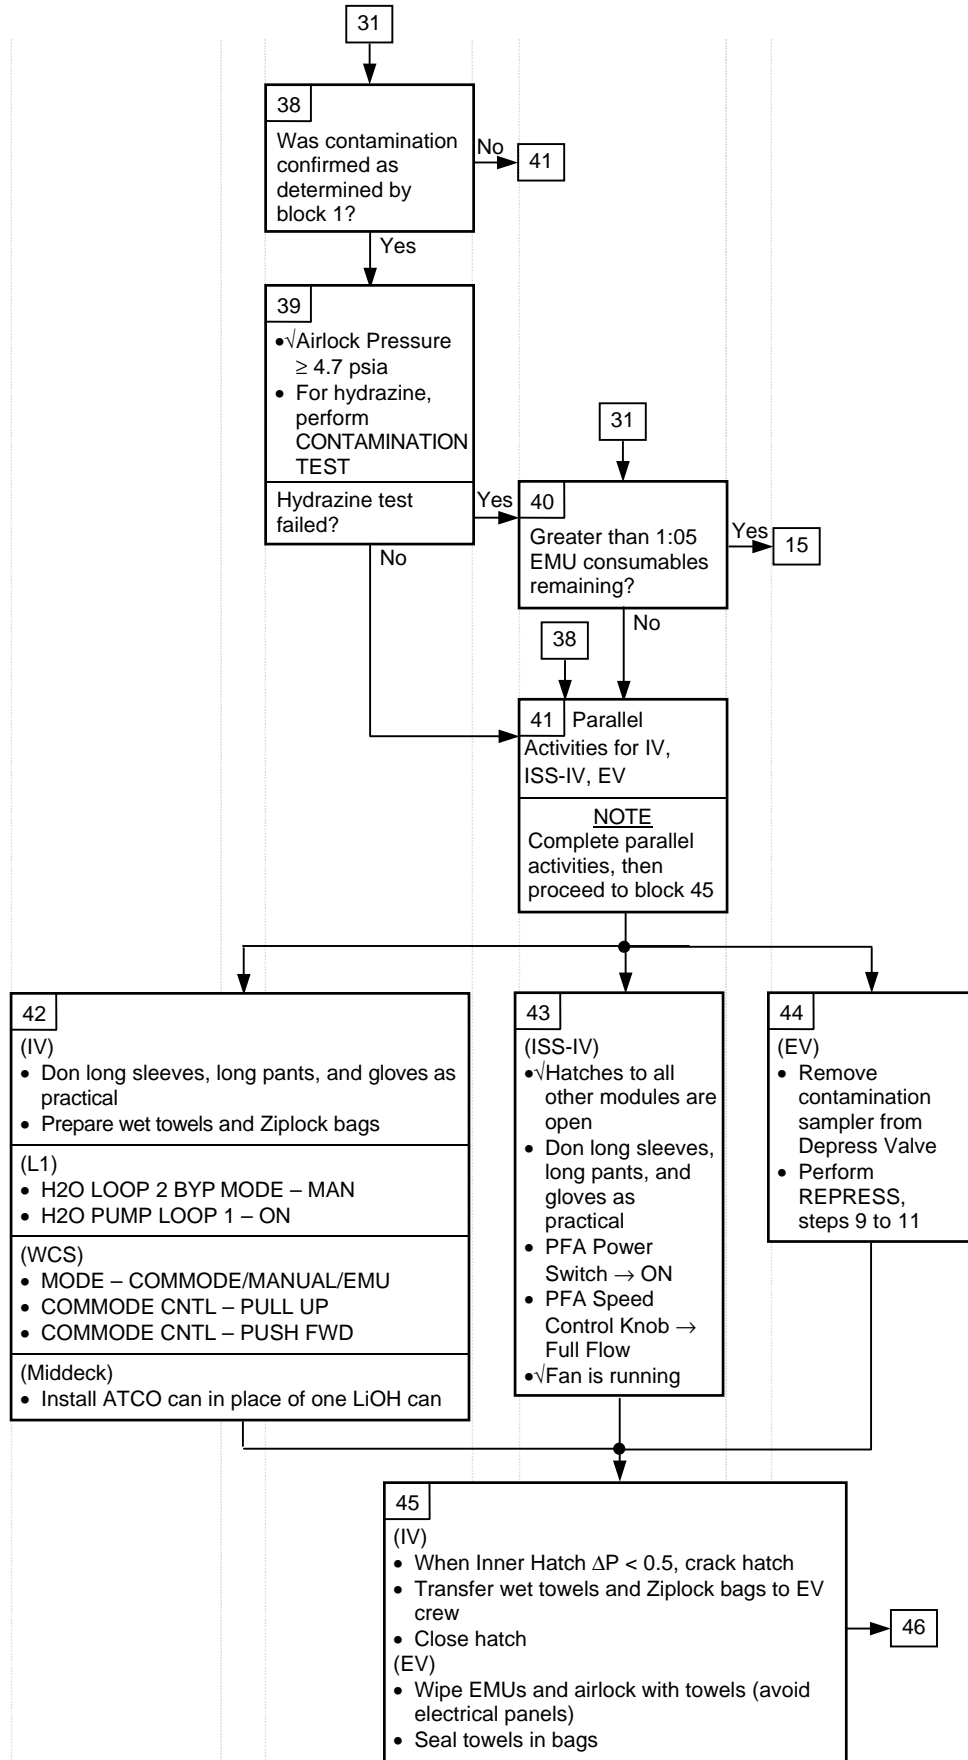 31
38
Was contamination
confirmed as
determined by
block 1?
No
41
Yes
39
•√Airlock Pressure
≥ 4.7 psia
• For hydrazine,
perform
CONTAMINATION
TEST
Hydrazine test
failed?
Yes
No
31
40
Greater than 1:05
EMU consumables
remaining?
Yes
15
No
38
41 Parallel
Activities for IV,
ISS-IV, EV
NOTE
Complete parallel
activities, then
proceed to block 45
42
(IV)
• Don long sleeves, long pants, and gloves as
practical
• Prepare wet towels and Ziplock bags
(L1)
• H2O LOOP 2 BYP MODE – MAN
• H2O PUMP LOOP 1 – ON
(WCS)
• MODE – COMMODE/MANUAL/EMU
• COMMODE CNTL – PULL UP
• COMMODE CNTL – PUSH FWD
(Middeck)
• Install ATCO can in place of one LiOH can
43
(ISS-IV)
•√Hatches to all
other modules are
open
• Don long sleeves,
long pants, and
gloves as
practical
• PFA Power
Switch → ON
• PFA Speed
Control Knob →
Full Flow
•√Fan is running
44
(EV)
• Remove
contamination
sampler from
Depress Valve
• Perform
REPRESS,
steps 9 to 11
45
(IV)
• When Inner Hatch ΔP < 0.5, crack hatch
• Transfer wet towels and Ziplock bags to EV
crew
• Close hatch
(EV)
• Wipe EMUs and airlock with towels (avoid
electrical panels)
• Seal towels in bags
46